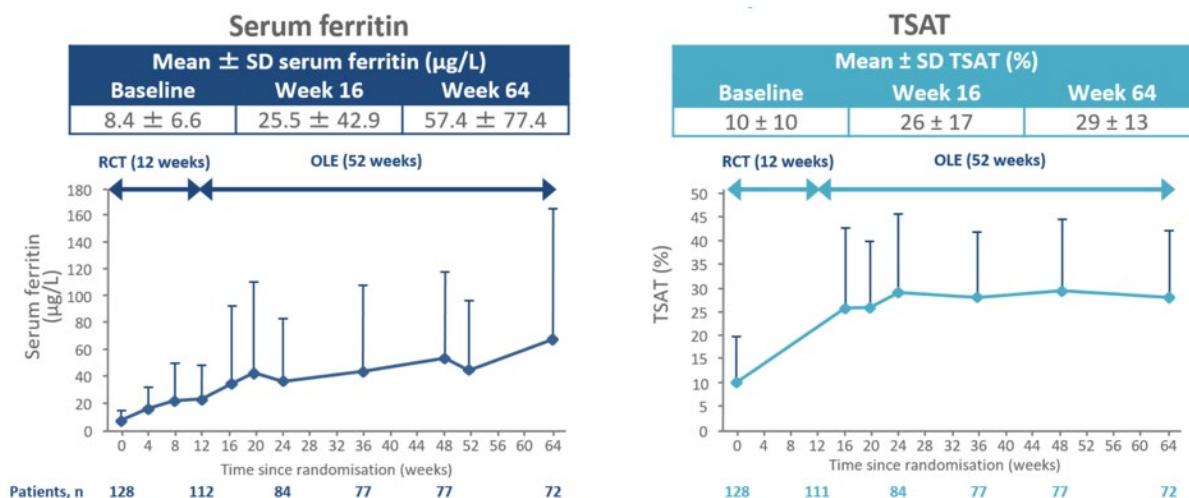 Serum ferritin
Mean ± SD serum ferritin (µg/L)
Baseline Week 16 Week 64
8.4 ± 6.6 25.5 ± 42.9 57.4 ± 77.4
RCT (12 weeks) OLE (52 weeks)
180
160
140
120
100
80
60
40
20
0
Serum ferritin
(µg/L)
0 4 8 12 16 20 24 28 32 36 40 44 48 52 56 60 64
Time since randomisation (weeks)
Patients, n 128 112 84 77 77 72
TSAT
Mean ± SD TSAT (%)
Baseline Week 16 Week 64
10 ± 10 26 ± 17 29 ± 13
RCT (12 weeks) OLE (52 weeks)
50
45
40
35
30
25
20
15
10
5
0
TSAT (%)
0 4 8 12 16 20 24 28 32 36 40 44 48 52 56 60 64
Time since randomisation (weeks)
128 111 84 77 77 72